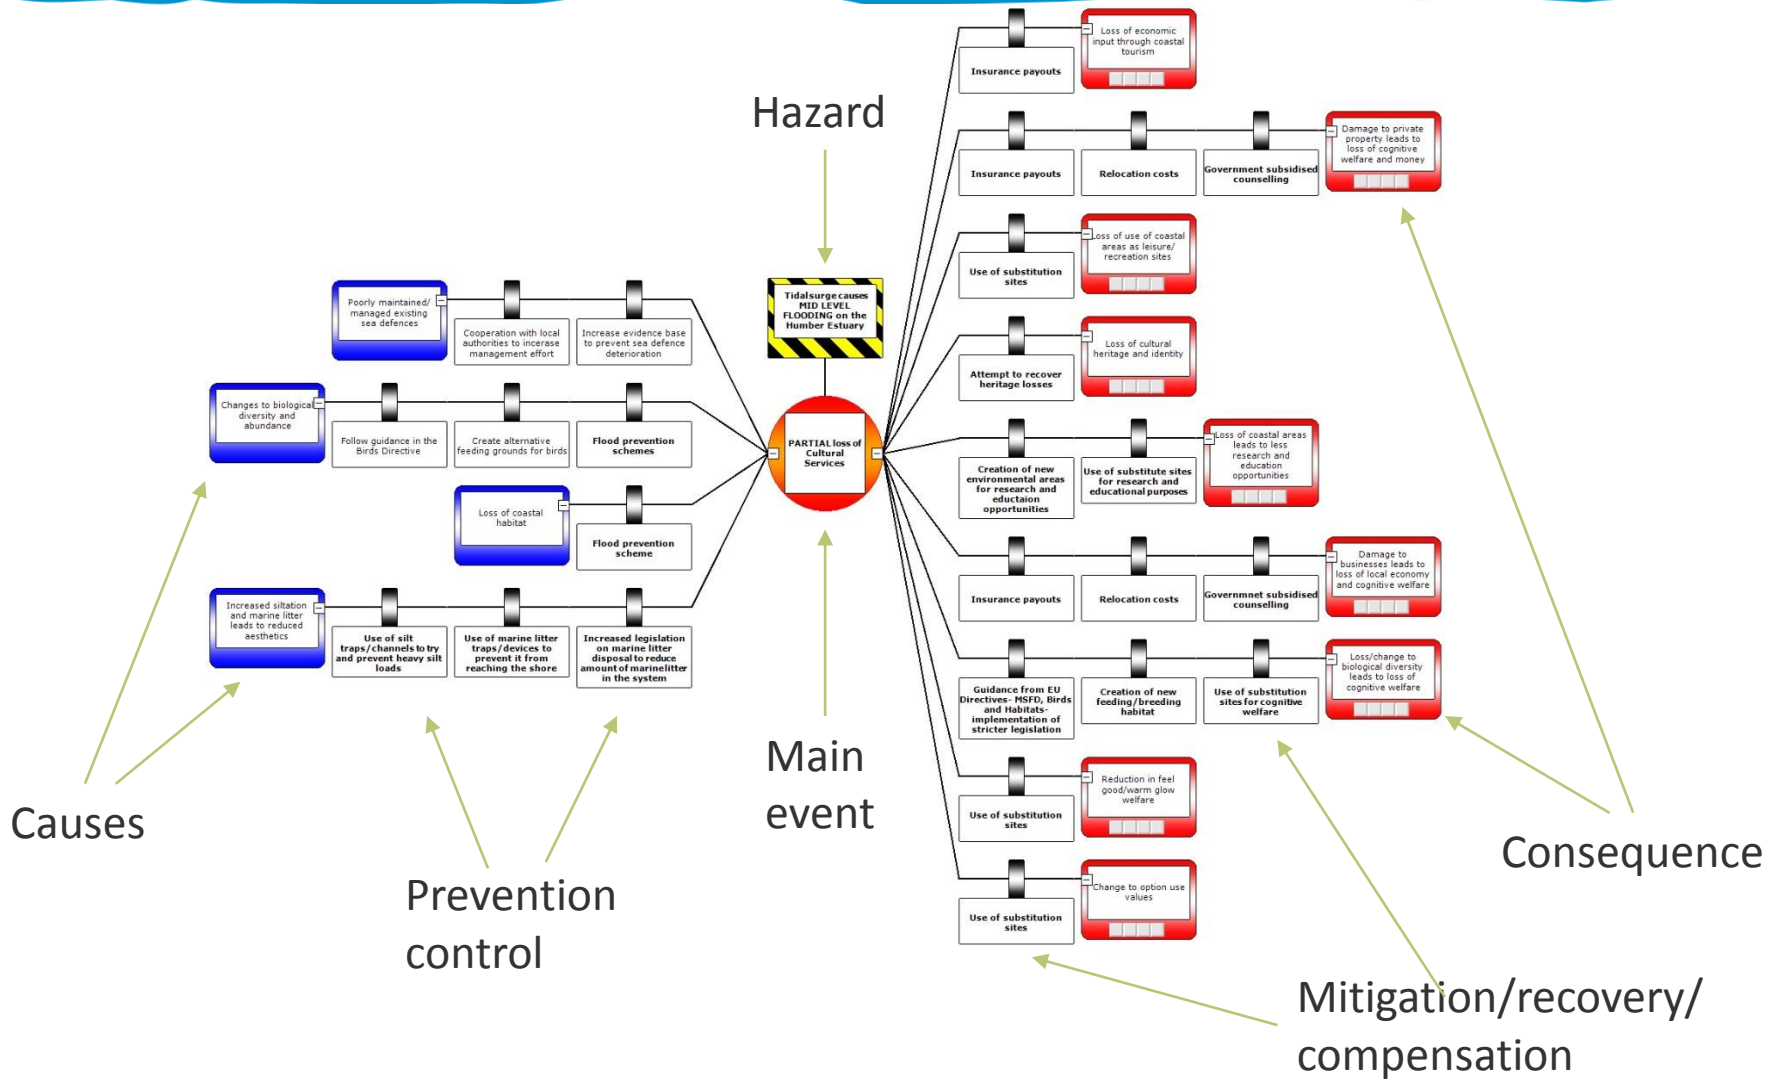 Hazard
Tidal surge causes
MID LEVEL
FLOODING on the
Humber Estuary
PARTIAL loss of
Cultural
Services
Main
event
Poorly maintained/
managed existing
sea defences
Cooperation with local
authorities to incerase
management effort
Increase evidence base
to prevent sea defence
deterioration
Changes to biological
diversity and
abundance
Follow guidance in the
Birds Directive
Create alternative
feeding grounds for birds
Flood prevention
schemes
Loss of coastal
habitat
Flood prevention
scheme
Increased siltation
and marine litter
leads to reduced
aesthetics
Use of silt
traps/channels to try
and prevent heavy silt
loads
Use of marine litter
traps/devices to
prevent it from
reaching the shore
Increased legislation
on marine litter
disposal to reduce
amount of marine litter
in the system
Causes
Prevention
control
Insurance payouts
Loss of economic
input through coastal
tourism
Insurance payouts
Relocation costs
Government subsidised
counselling
Damage to private
property leads to
loss of cognitive
welfare and money
Use of substitution
sites
Loss of use of coastal
areas as leisure/
recreation sites
Attempt to recover
heritage losses
Loss of cultural
heritage and identity
Creation of new
environmental areas
for research and
eductaion
opportunities
Use of substitute sites
for research and
educational purposes
Loss of coastal areas
leads to less
research and
education
opportunities
Insurance payouts
Relocation costs
Governmnet subsidised
counselling
Damage to
businesses leads to
loss of local economy
and cognitive welfare
Guidance from EU
Directives- MSFD, Birds
and Habitats-
implementation of
stricter legislation
Creation of new
feeding/breeding
habitat
Use of substitution
sites for cognitive
welfare
Loss/change to
biological diversity
leads to loss of
cognitive welfare
Use of substitution
sites
Reduction in feel
good/warm glow
welfare
Use of substitution
sites
Change to option use
values
Consequence
Mitigation/recovery/
compensation